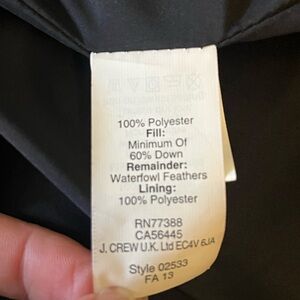 100% Polyester
Fill:
Minimum Of
60% Down
Remainder:
Waterfowl Feathers
Lining:
100% Polyester
RN77388
CA56445
J. CREW U.K. Ltd EC4V 6JA
Style 02533
FA 13